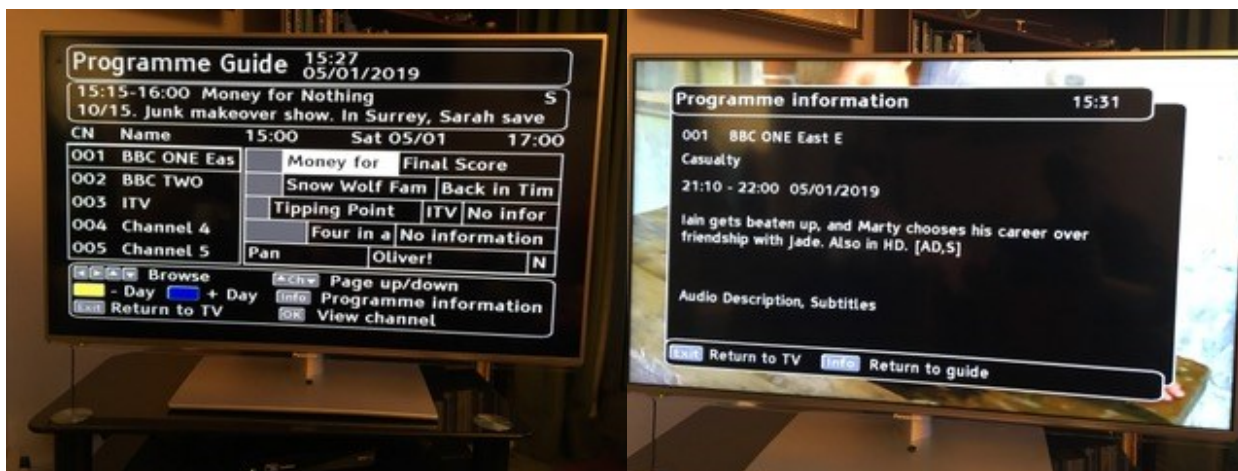 Programme Guide 15:27
05/01/2019
15:15-16:00 Money for Nothing S
10/15. Junk makeover show. In Surrey, Sarah save
CN Name 15:00 Sat 05/01 17:00
001 BBC ONE Eas Money for Final Score
002 BBC TWO Snow Wolf Fam Back in Tim
003 ITV Tipping Point ITV No infor
004 Channel 4 Four in a No information
005 Channel 5 Pan Oliver! N
Browse Ch Page up/down
- Day + Day Info Programme information
Exit Return to TV OK View channel
Programme information 15:31
001 BBC ONE East E
Casualty
21:10 - 22:00 05/01/2019
Iain gets beaten up, and Marty chooses his career over
friendship with Jade. Also in HD. [AD,S]
Audio Description, Subtitles
Exit Return to TV Info Return to guide
Panasonic